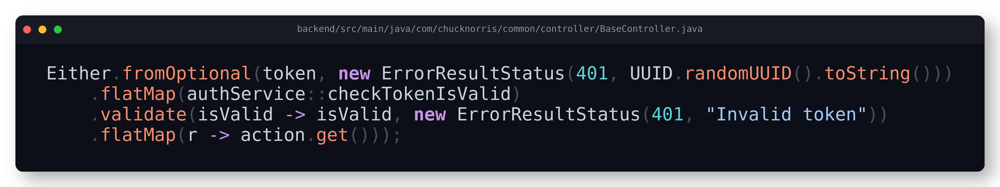 backend/src/main/java/com/chucknorris/common/controller/BaseController.java
Either.fromOptional(token, new ErrorResultStatus(401, UUID.randomUUID().toString()))
    .flatMap(authService::checkTokenIsValid)
    .validate(isValid -> isValid, new ErrorResultStatus(401, "Invalid token"))
    .flatMap(r -> action.get()));